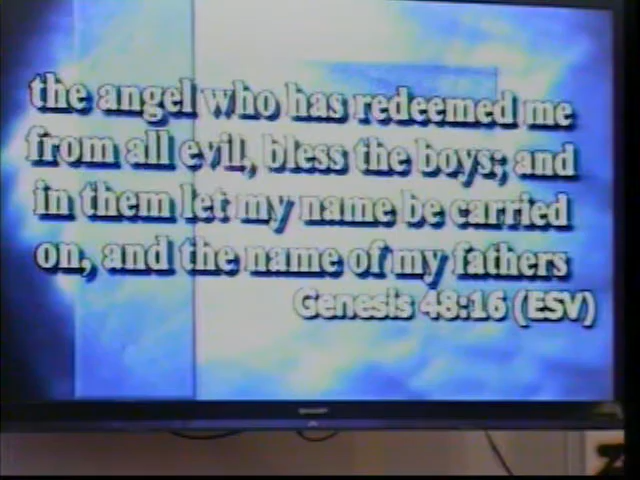 the angel who has redeemed me
from all evil, bless the boys; and
in them let my name be carried
on, and the name of my fathers
Genesis 48:16 (ESV)
SHARP